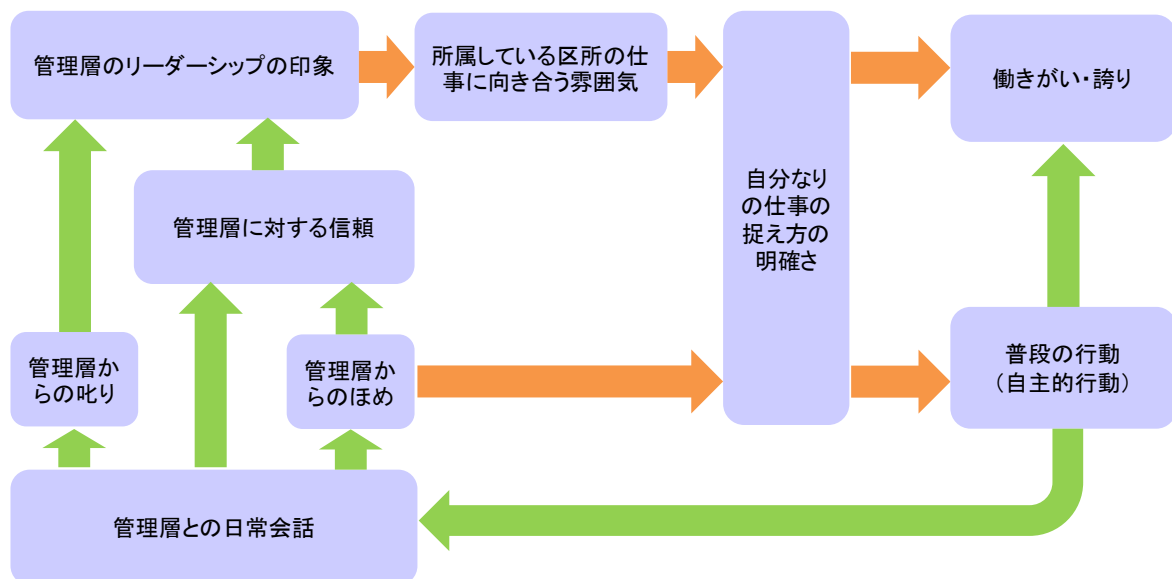 管理層のリーダーシップの印象
所属している区所の仕
事に向き合う雰囲気
働きがい・誇り
自分なり
の仕事の
捉え方の
明確さ
管理層に対する信頼
管理層か
らの叱り
管理層か
らのほめ
普段の行動
（自主的行動）
管理層との日常会話